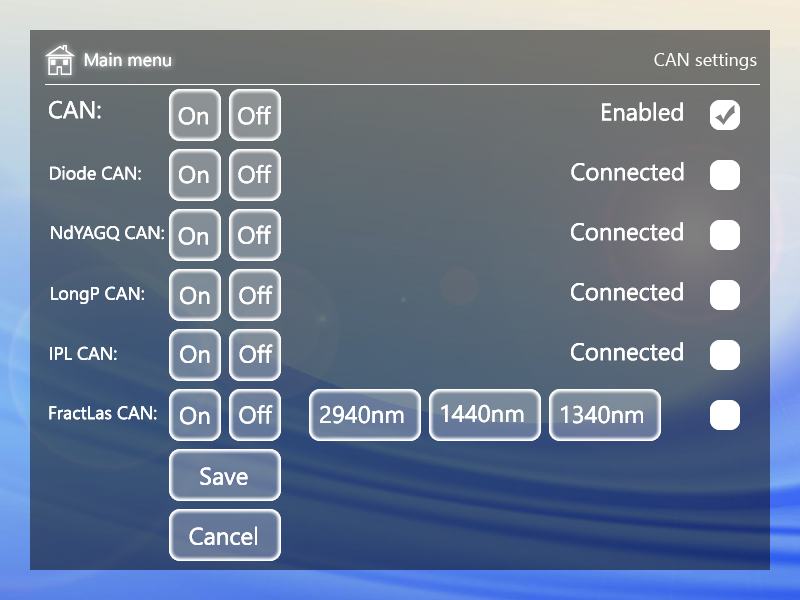 Main menu CAN settings
CAN: On Off Enabled
Diode CAN: On Off Connected
NdYAGQ CAN: On Off Connected
LongP CAN: On Off Connected
IPL CAN: On Off Connected
FractLas CAN: On Off 2940nm 1440nm 1340nm
Save
Cancel